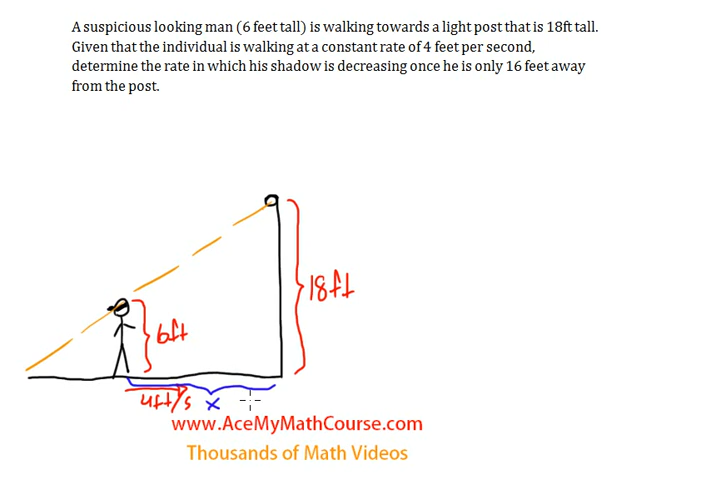 A suspicious looking man (6 feet tall) is walking towards a light post that is 18ft tall.
Given that the individual is walking at a constant rate of 4 feet per second,
determine the rate in which his shadow is decreasing once he is only 16 feet away
from the post.
18ft
6ft
4ft/s x
www.AceMyMathCourse.com
Thousands of Math Videos